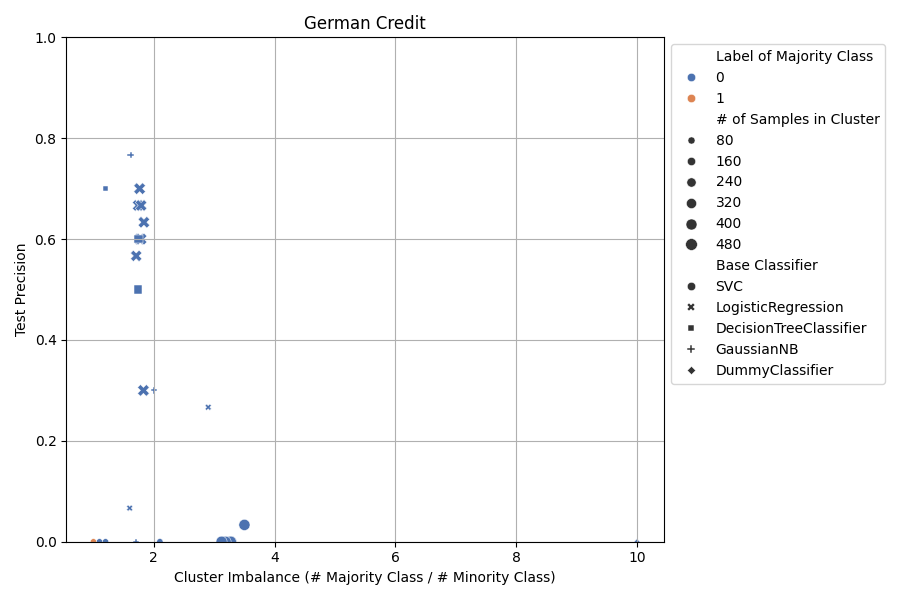 German Credit
1.0
0.8
0.6
0.4
0.2
0.0
Test Precision
2
4
6
8
10
Cluster Imbalance (# Majority Class / # Minority Class)
Label of Majority Class
0
1
# of Samples in Cluster
80
160
240
320
400
480
Base Classifier
SVC
LogisticRegression
DecisionTreeClassifier
GaussianNB
DummyClassifier